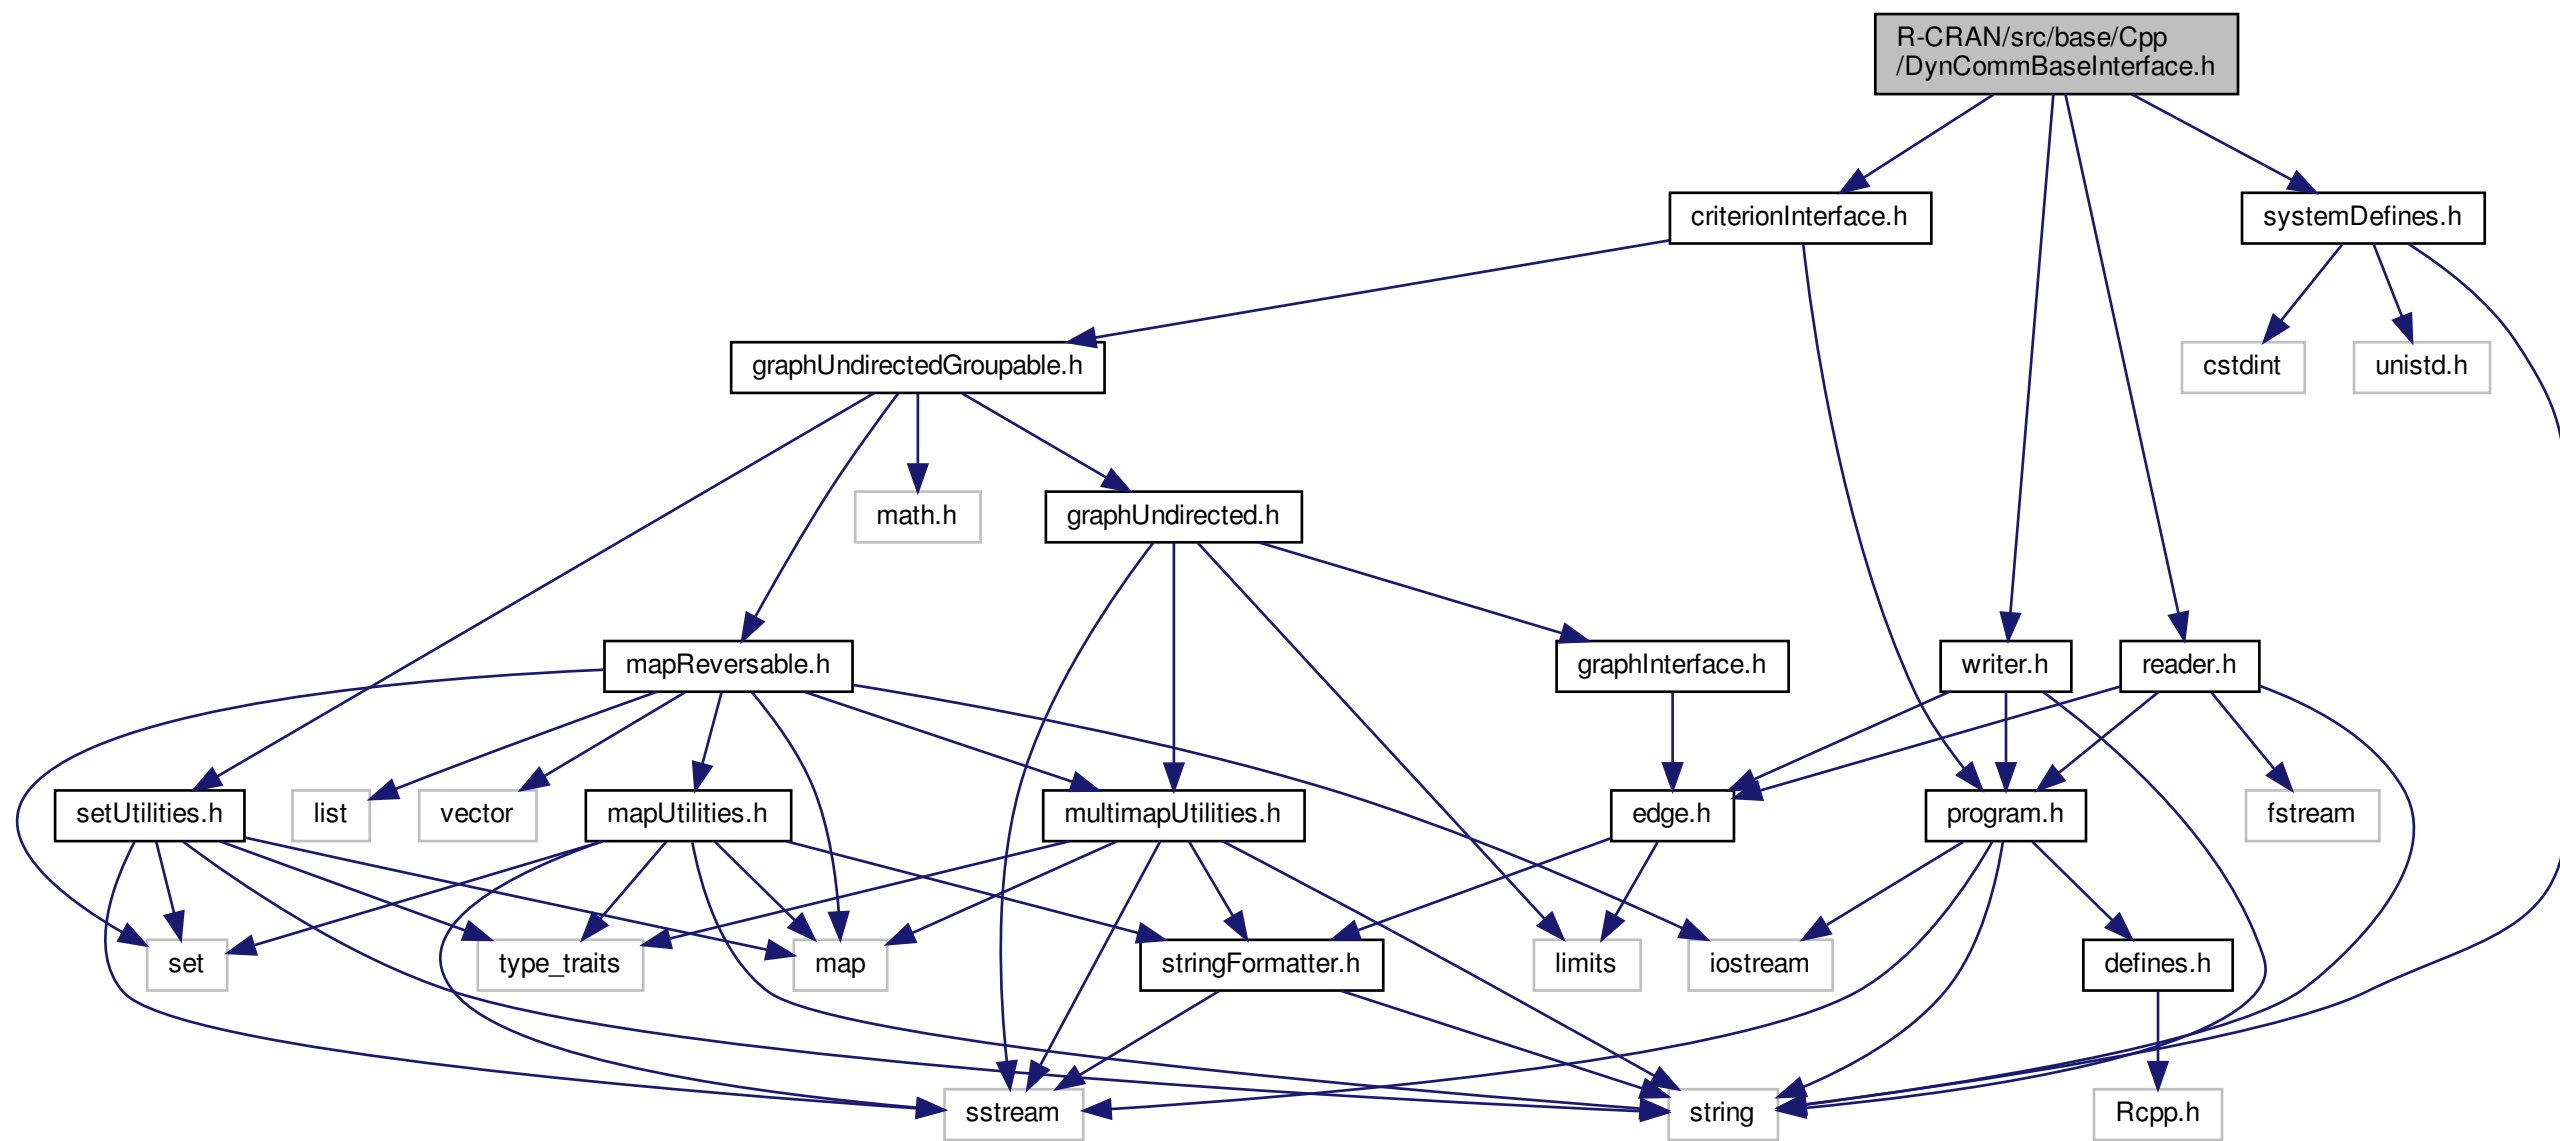 R-CRAN/src/base/Cpp
/DynCommBaseInterface.h
criterionInterface.h
systemDefines.h
graphUndirectedGroupable.h
cstdint
unistd.h
math.h
graphUndirected.h
mapReversable.h
graphInterface.h
writer.h
reader.h
setUtilities.h
list
vector
mapUtilities.h
multimapUtilities.h
edge.h
program.h
fstream
set
type_traits
map
stringFormatter.h
limits
iostream
defines.h
sstream
string
Rcpp.h